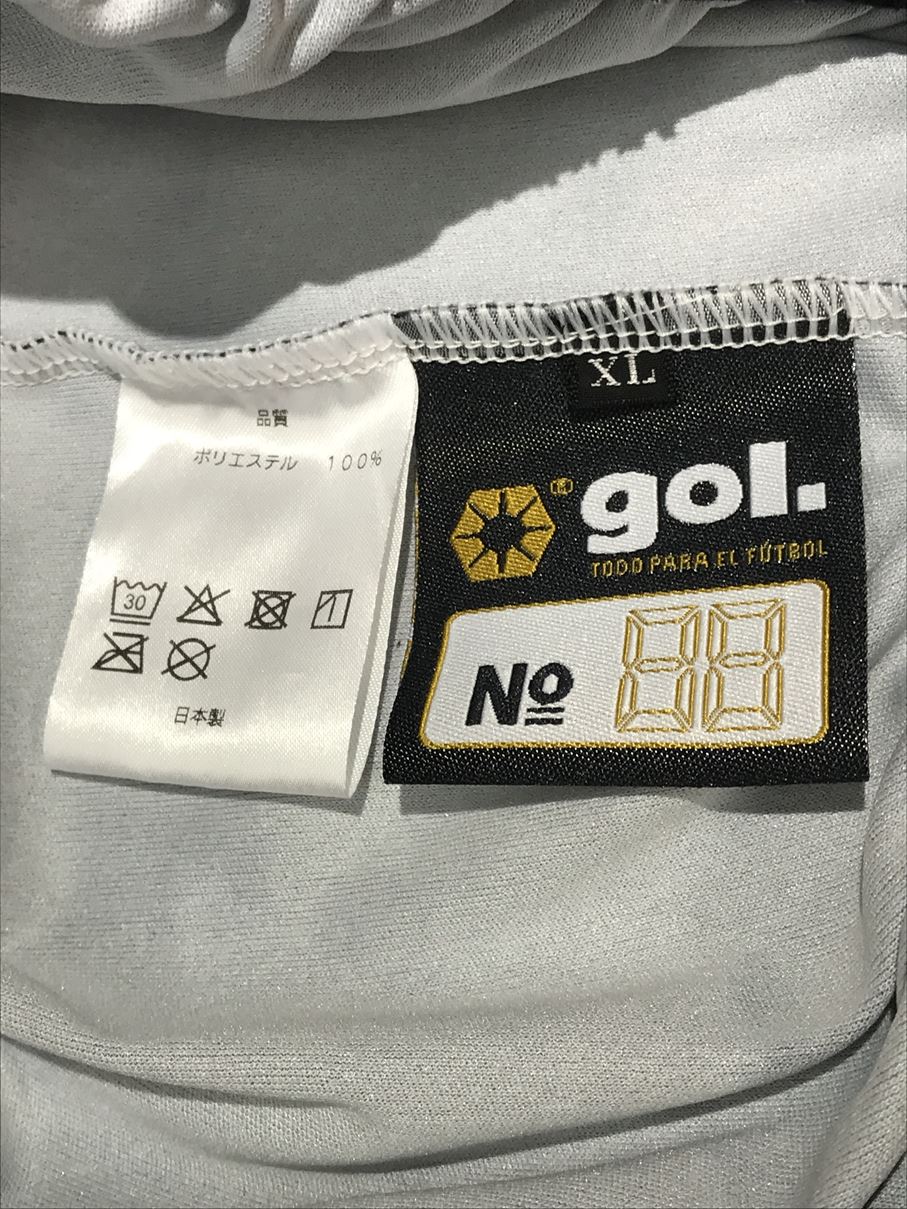 品質
ポリエステル 100%
30
日本製
XL
® gol.
TODO PARA EL FÚTBOL
Nº 88